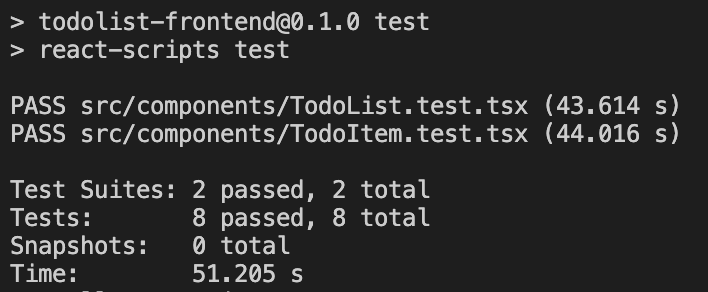 > todolist-frontend@0.1.0 test
> react-scripts test
PASS src/components/TodoList.test.tsx (43.614 s)
PASS src/components/TodoItem.test.tsx (44.016 s)
Test Suites: 2 passed, 2 total
Tests:       8 passed, 8 total
Snapshots:   0 total
Time:        51.205 s